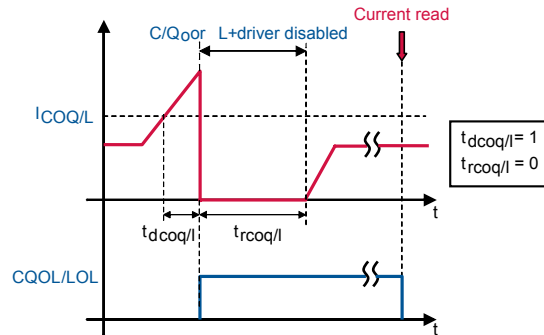 Current read
C/Qoor L+driver disabled
ICOQ/L
tdcoq/l = 1
trcoq/l = 0
t
tdcoq/l
trcoq/l
CQOL/LOL
t